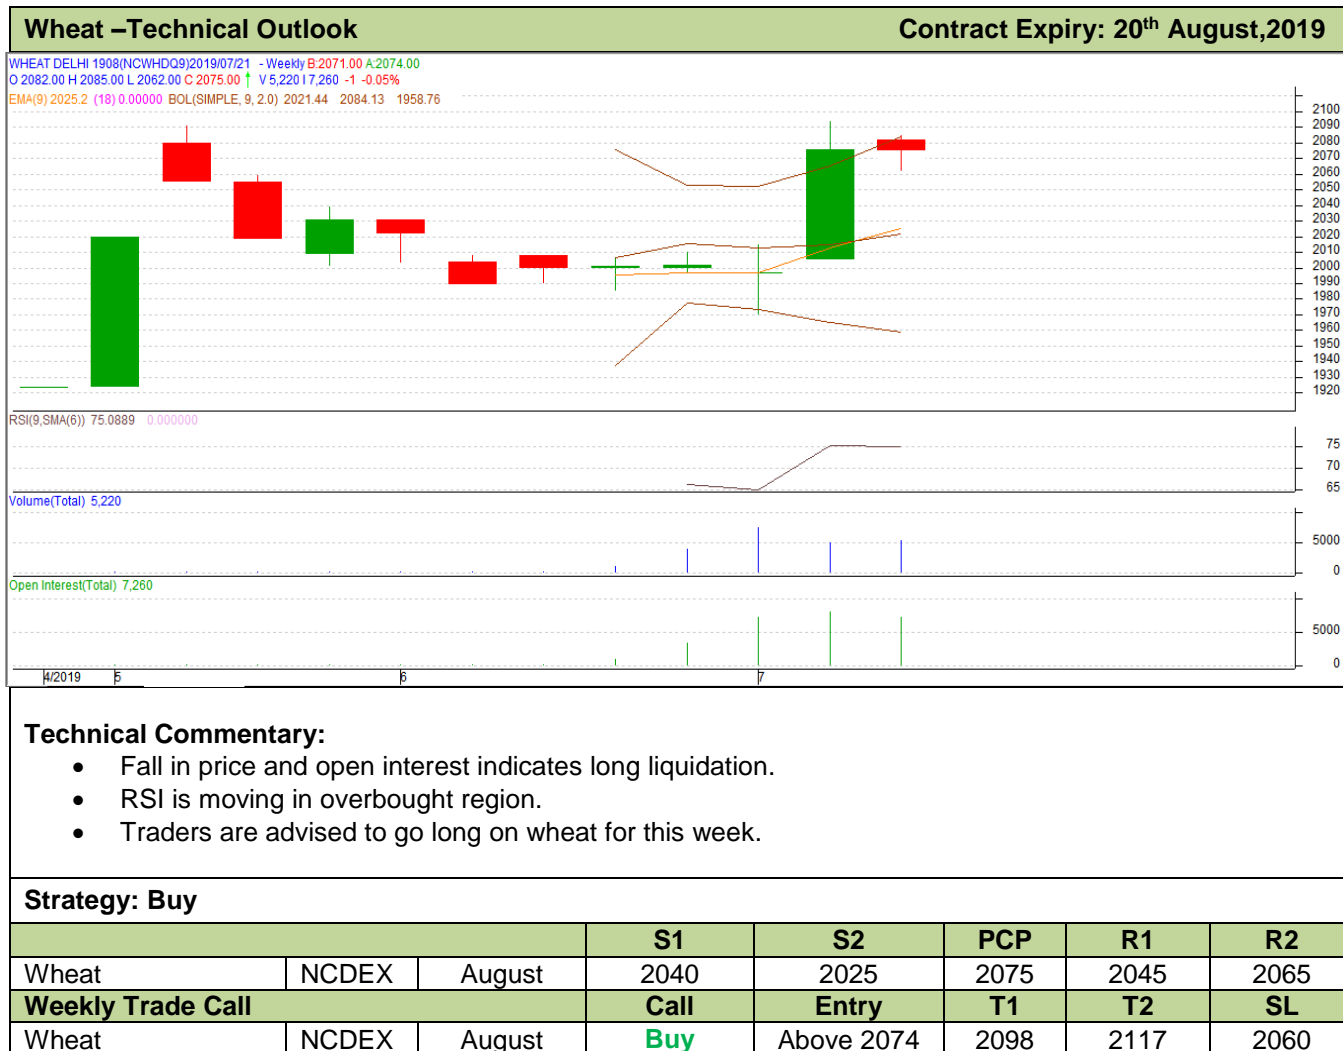 Wheat –Technical Outlook Contract Expiry: 20th August,2019
WHEAT DELHI 1908(NCWHDQ9)2019/07/21 - Weekly B:2071.00 A:2074.00
O 2082.00 H 2085.00 L 2062.00 C 2075.00 ↑ V 5,220 I 7,260 -1 -0.05%
EMA(9) 2025.2 (18) 0.00000 BOL(SIMPLE, 9, 2.0) 2021.44 2084.13 1958.76
2100
2090
2080
2070
2060
2050
2040
2030
2020
2010
2000
1990
1980
1970
1960
1950
1940
1930
1920
RSI(9,SMA(6)) 75.0889 0.000000
75
70
65
Volume(Total) 5,220
5000
0
Open Interest(Total) 7,260
5000
0
4/2019 5 6 7
Technical Commentary:
• Fall in price and open interest indicates long liquidation.
• RSI is moving in overbought region.
• Traders are advised to go long on wheat for this week.
Strategy: Buy
S1 S2 PCP R1 R2
Wheat NCDEX August 2040 2025 2075 2045 2065
Weekly Trade Call Call Entry T1 T2 SL
Wheat NCDEX August Buy Above 2074 2098 2117 2060